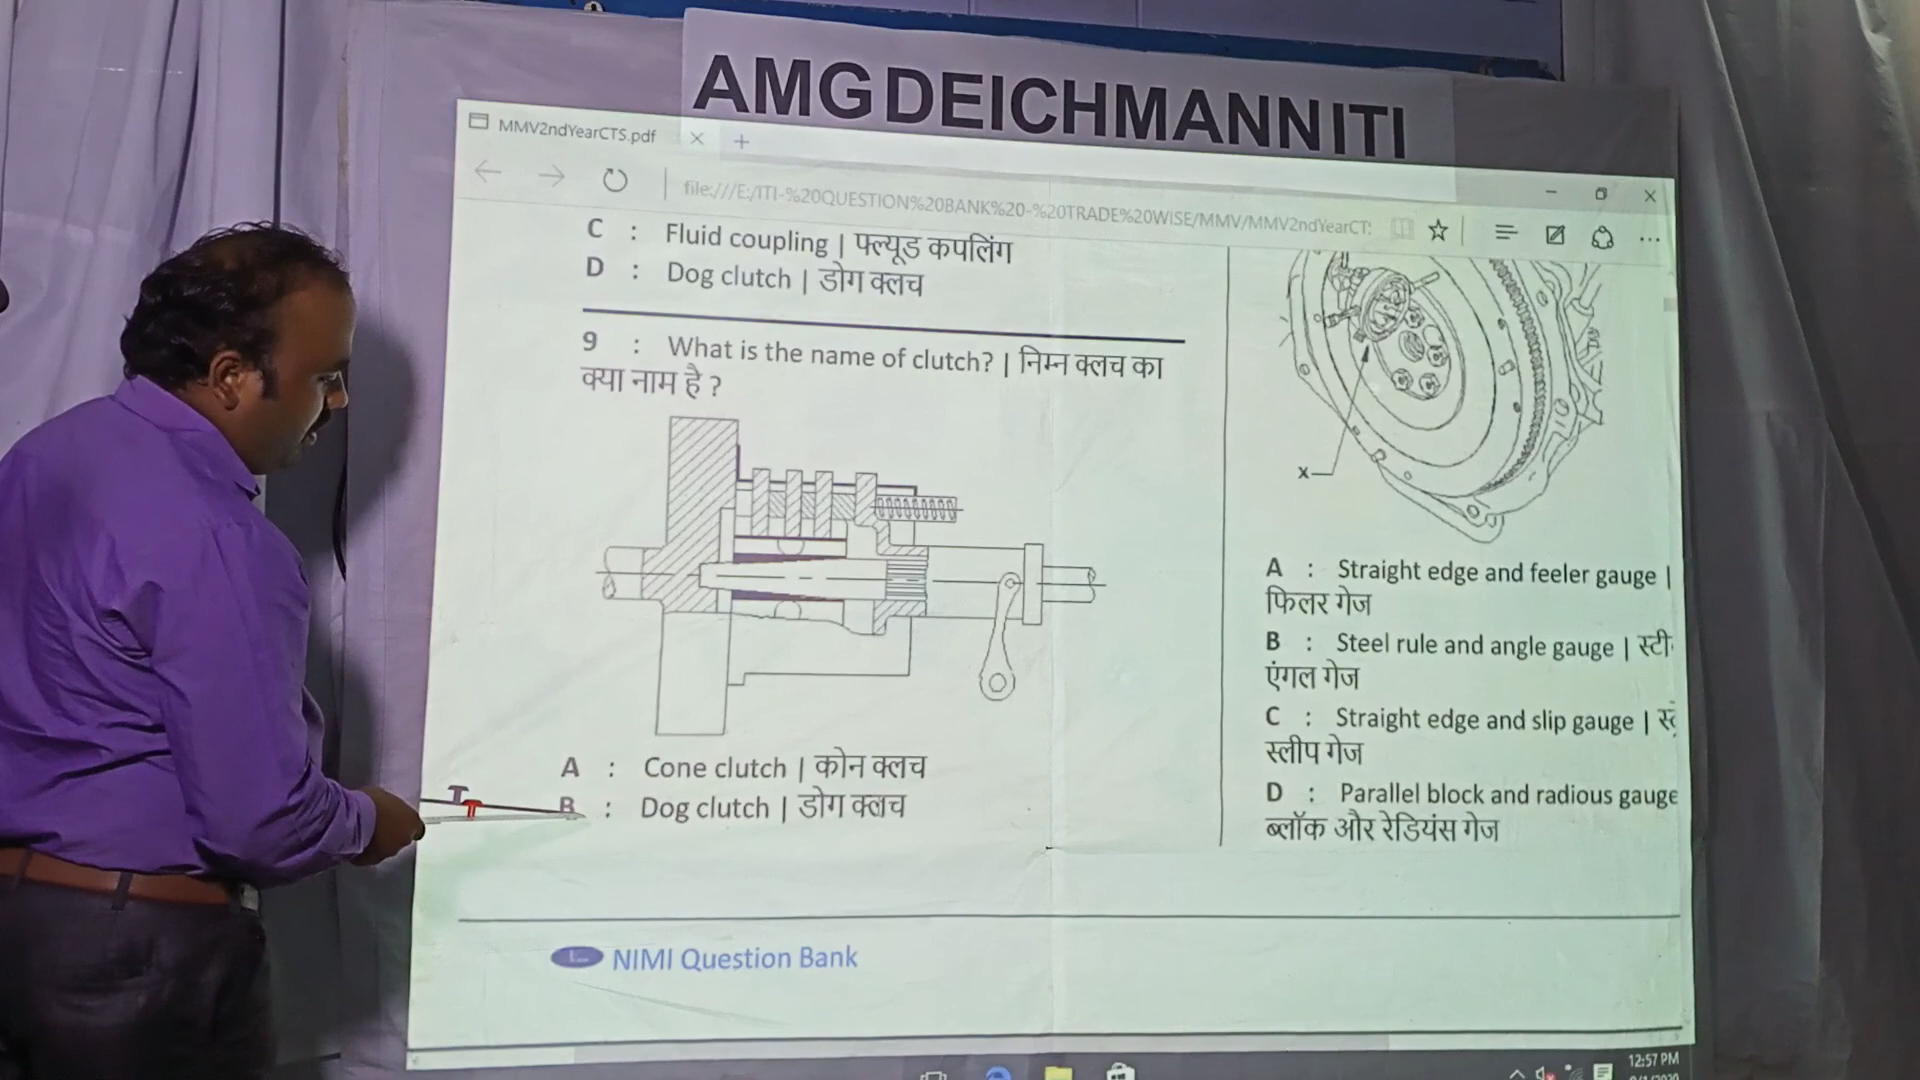 AMG DEICHMANN ITI
MMV2ndYearCTS.pdf
file:///E:/ITI-%20QUESTION%20BANK%20-%20TRADE%20WISE/MMV/MMV2ndYearCT:
C : Fluid coupling | फ्ल्यूड कपलिंग
D : Dog clutch | डोग क्लच
9 : What is the name of clutch? | निम्न क्लच का
क्या नाम है ?
A : Cone clutch | कोन क्लच
B : Dog clutch | डोग क्लच
X
A : Straight edge and feeler gauge |
फिलर गेज
B : Steel rule and angle gauge |
एंगल गेज
C : Straight edge and slip gauge |
स्लीप गेज
D : Parallel block and radious gauge
ब्लॉक और रेडियंस गेज
NIMI Question Bank
12:57 PM